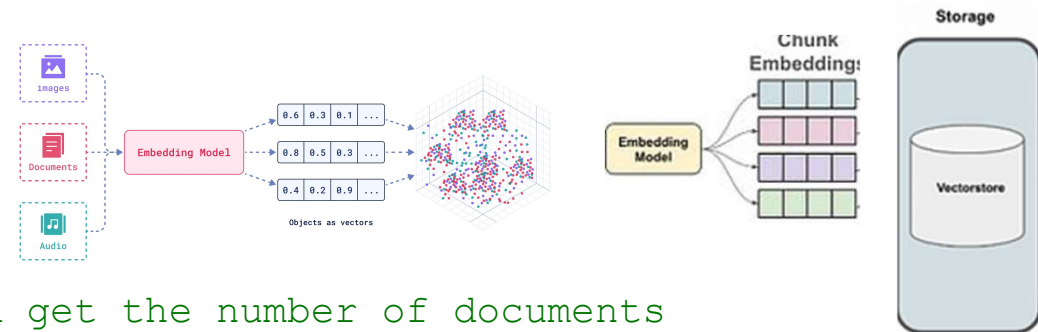 images
Documents
Audio
Embedding Model
0.6 0.3 0.1 ...
0.8 0.5 0.3 ...
0.4 0.2 0.9 ...
Objects as vectors
Embedding
Model
Chunk
Embeddings
Storage
Vectorstore
get the number of documents